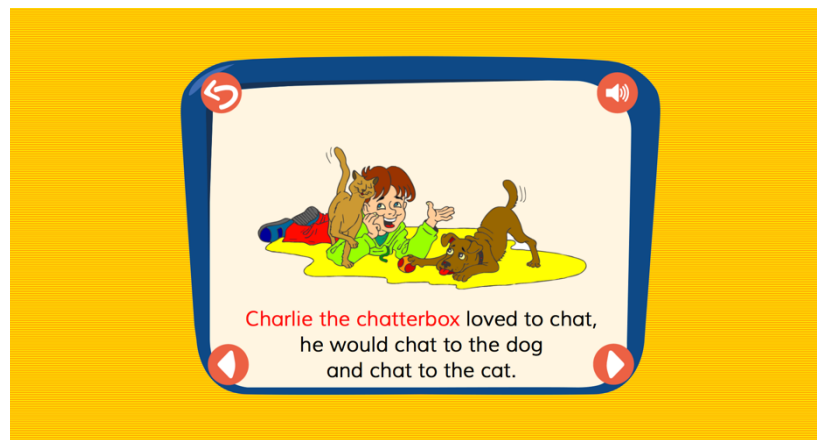 Charlie the chatterbox loved to chat,
he would chat to the dog
and chat to the cat.